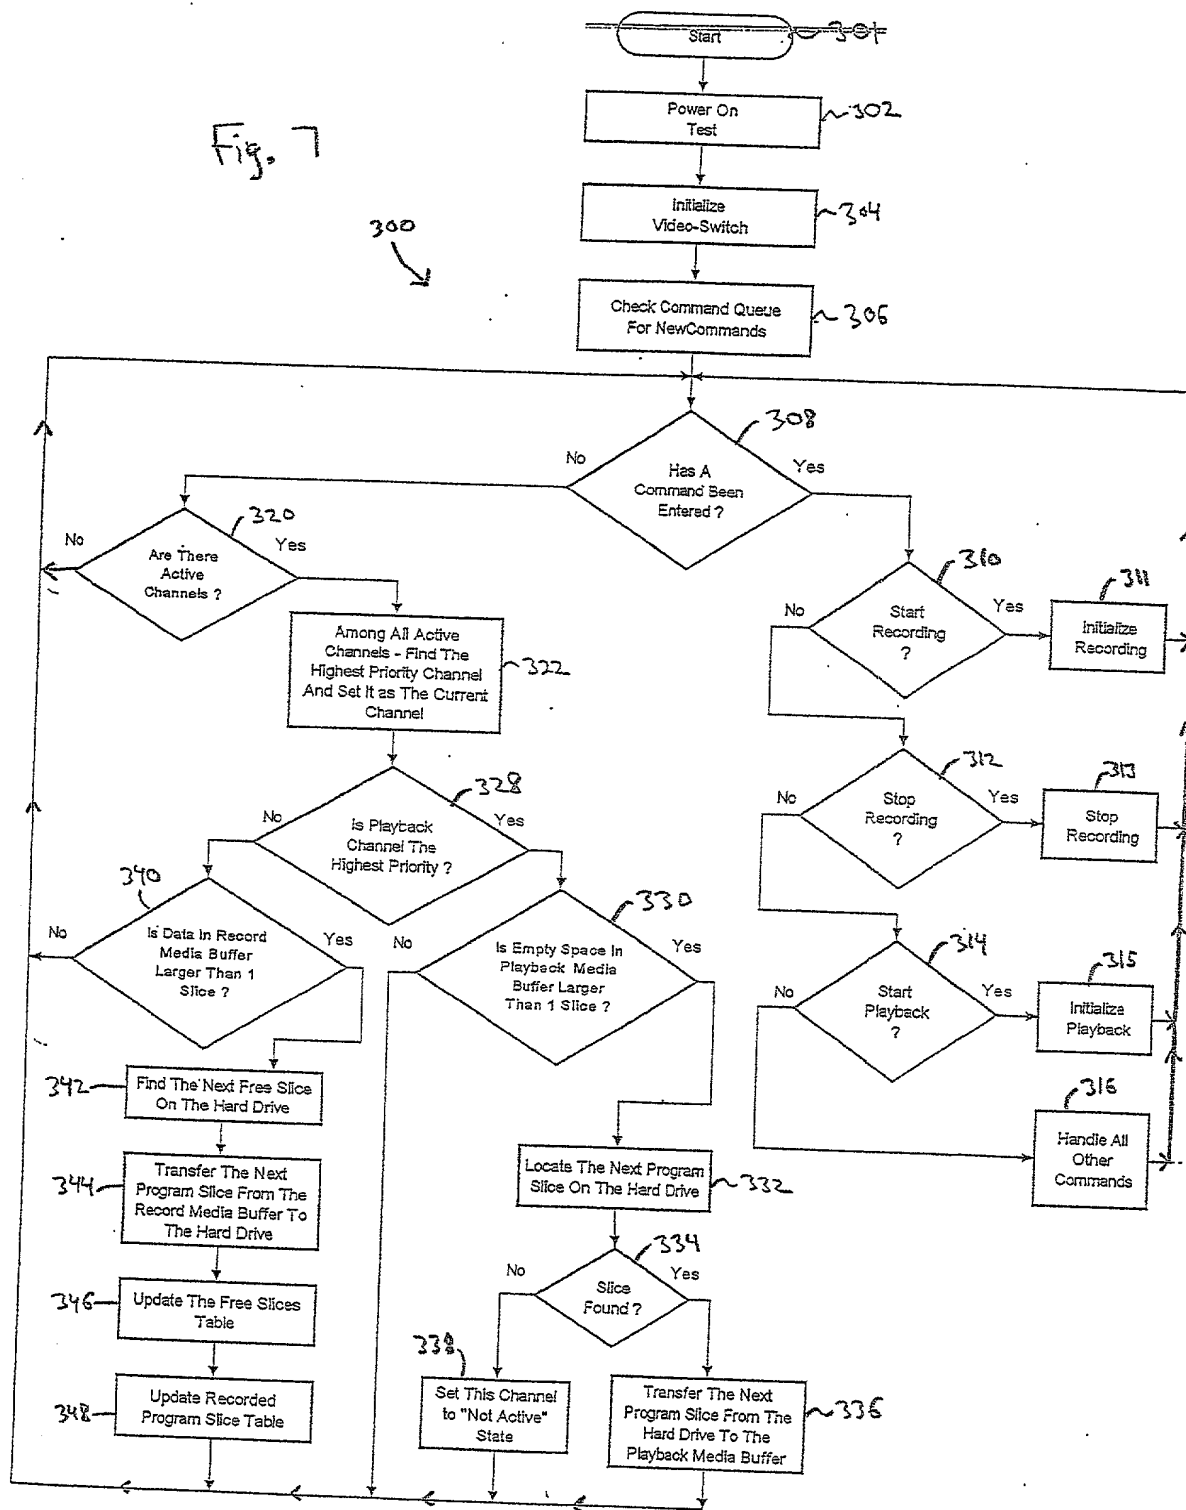 Start
301
Power On
Test
302
Fig. 7
Initialize
Video-Switch
304
300
Check Command Queue
For NewCommands
306
308
No
Has A
Command Been
Entered ?
Yes
320
No
Are There
Active
Channels ?
Yes
310
No
Start
Recording
?
Yes
311
Initialize
Recording
Among All Active
Channels - Find The
Highest Priority Channel
And Set It as The Current
Channel
322
312
No
Stop
Recording
?
Yes
313
Stop
Recording
328
No
Is Playback
Channel The
Highest Priority ?
Yes
340
No
Is Data In Record
Media Buffer
Larger Than 1
Slice ?
Yes
330
No
Is Empty Space In
Playback Media
Buffer Larger
Than 1 Slice ?
Yes
314
No
Start
Playback
?
Yes
315
Initialize
Playback
342
Find The Next Free Slice
On The Hard Drive
316
Handle All
Other
Commands
344
Transfer The Next
Program Slice From The
Record Media Buffer To
The Hard Drive
Locate The Next Program
Slice On The Hard Drive
332
334
No
Slice
Found ?
Yes
346
Update The Free Slices
Table
338
Set This Channel
to "Not Active"
State
Transfer The Next
Program Slice From The
Hard Drive To The
Playback Media Buffer
336
348
Update Recorded
Program Slice Table